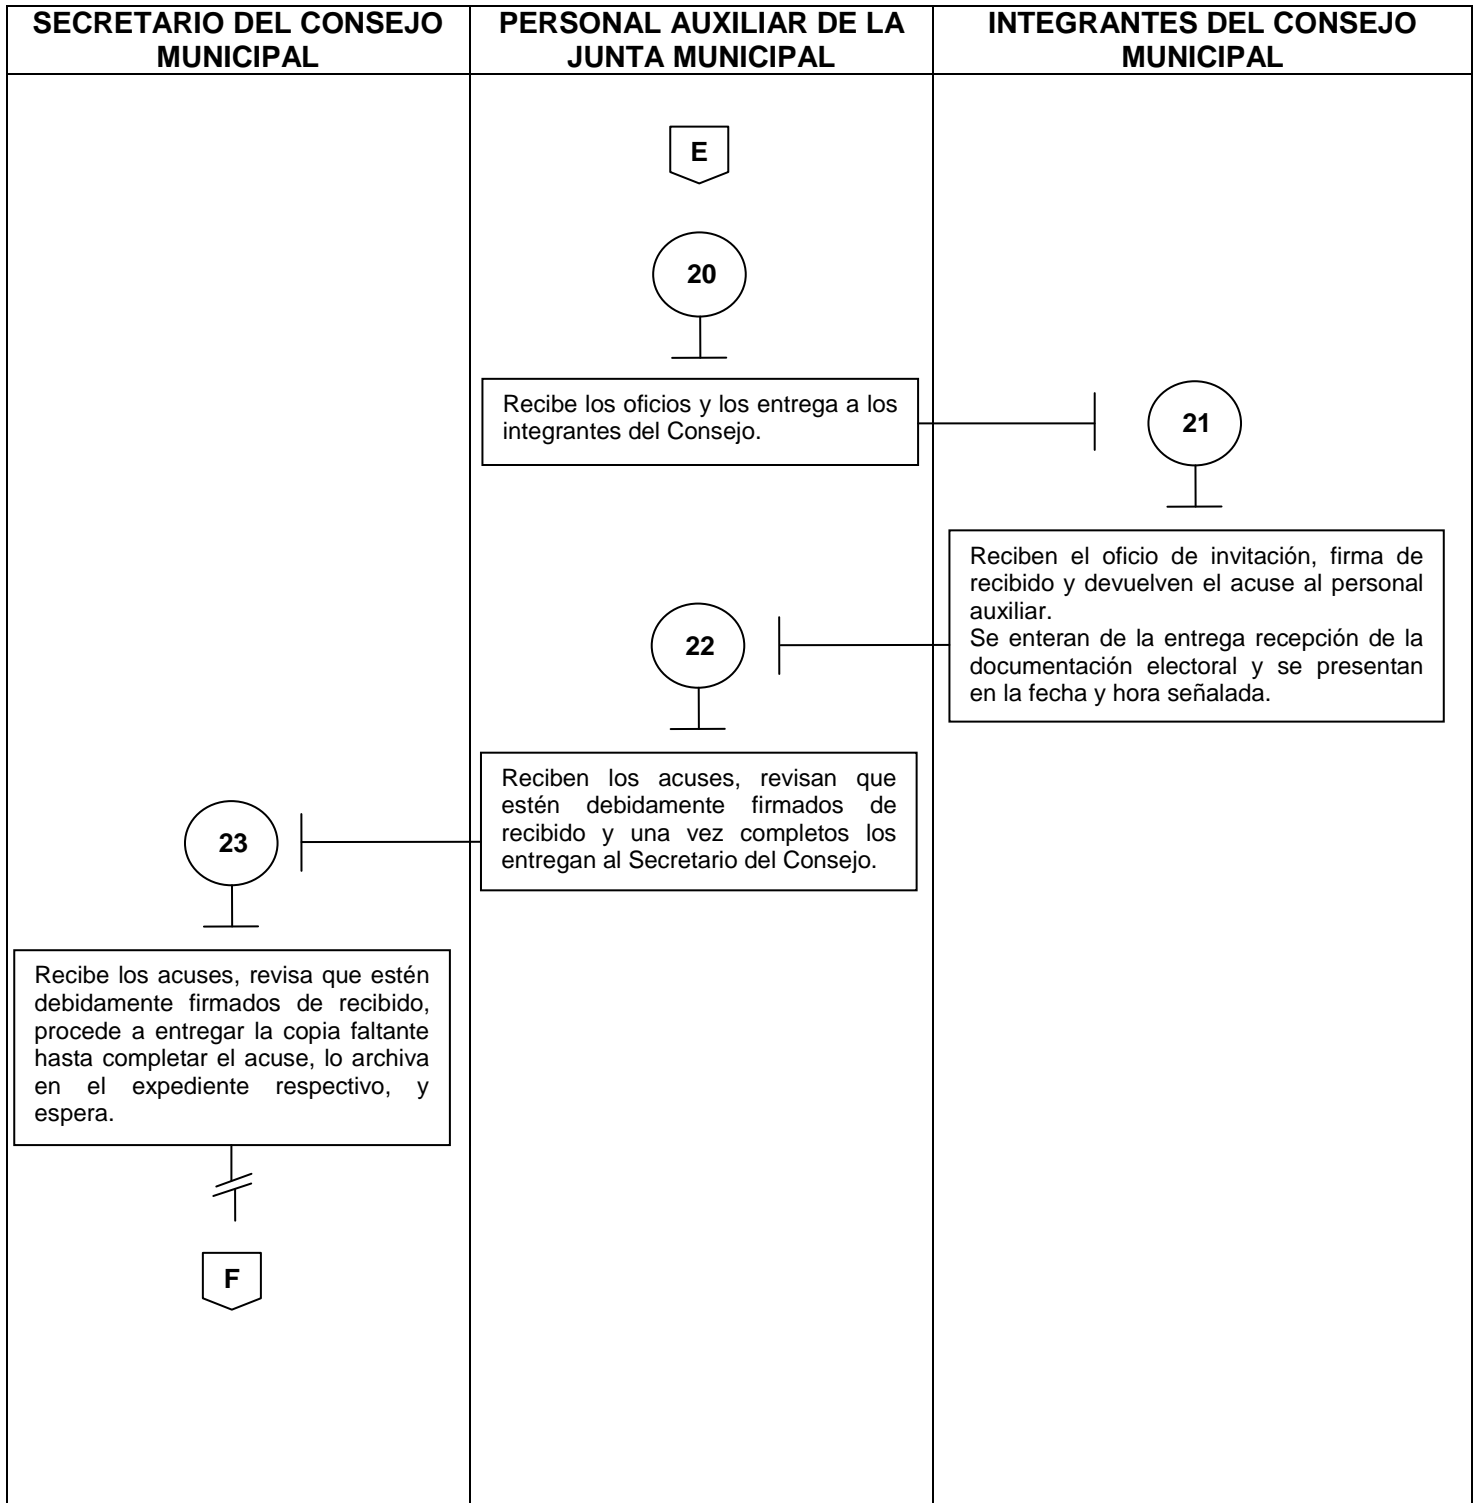 SECRETARIO DEL CONSEJO
MUNICIPAL
PERSONAL AUXILIAR DE LA
JUNTA MUNICIPAL
INTEGRANTES DEL CONSEJO
MUNICIPAL
E
20
Recibe los oficios y los entrega a los
integrantes del Consejo.
21
Reciben el oficio de invitación, firma de
recibido y devuelven el acuse al personal
auxiliar.
Se enteran de la entrega recepción de la
documentación electoral y se presentan
en la fecha y hora señalada.
22
Reciben los acuses, revisan que
estén debidamente firmados de
recibido y una vez completos los
entregan al Secretario del Consejo.
23
Recibe los acuses, revisa que estén
debidamente firmados de recibido,
procede a entregar la copia faltante
hasta completar el acuse, lo archiva
en el expediente respectivo, y
espera.
F